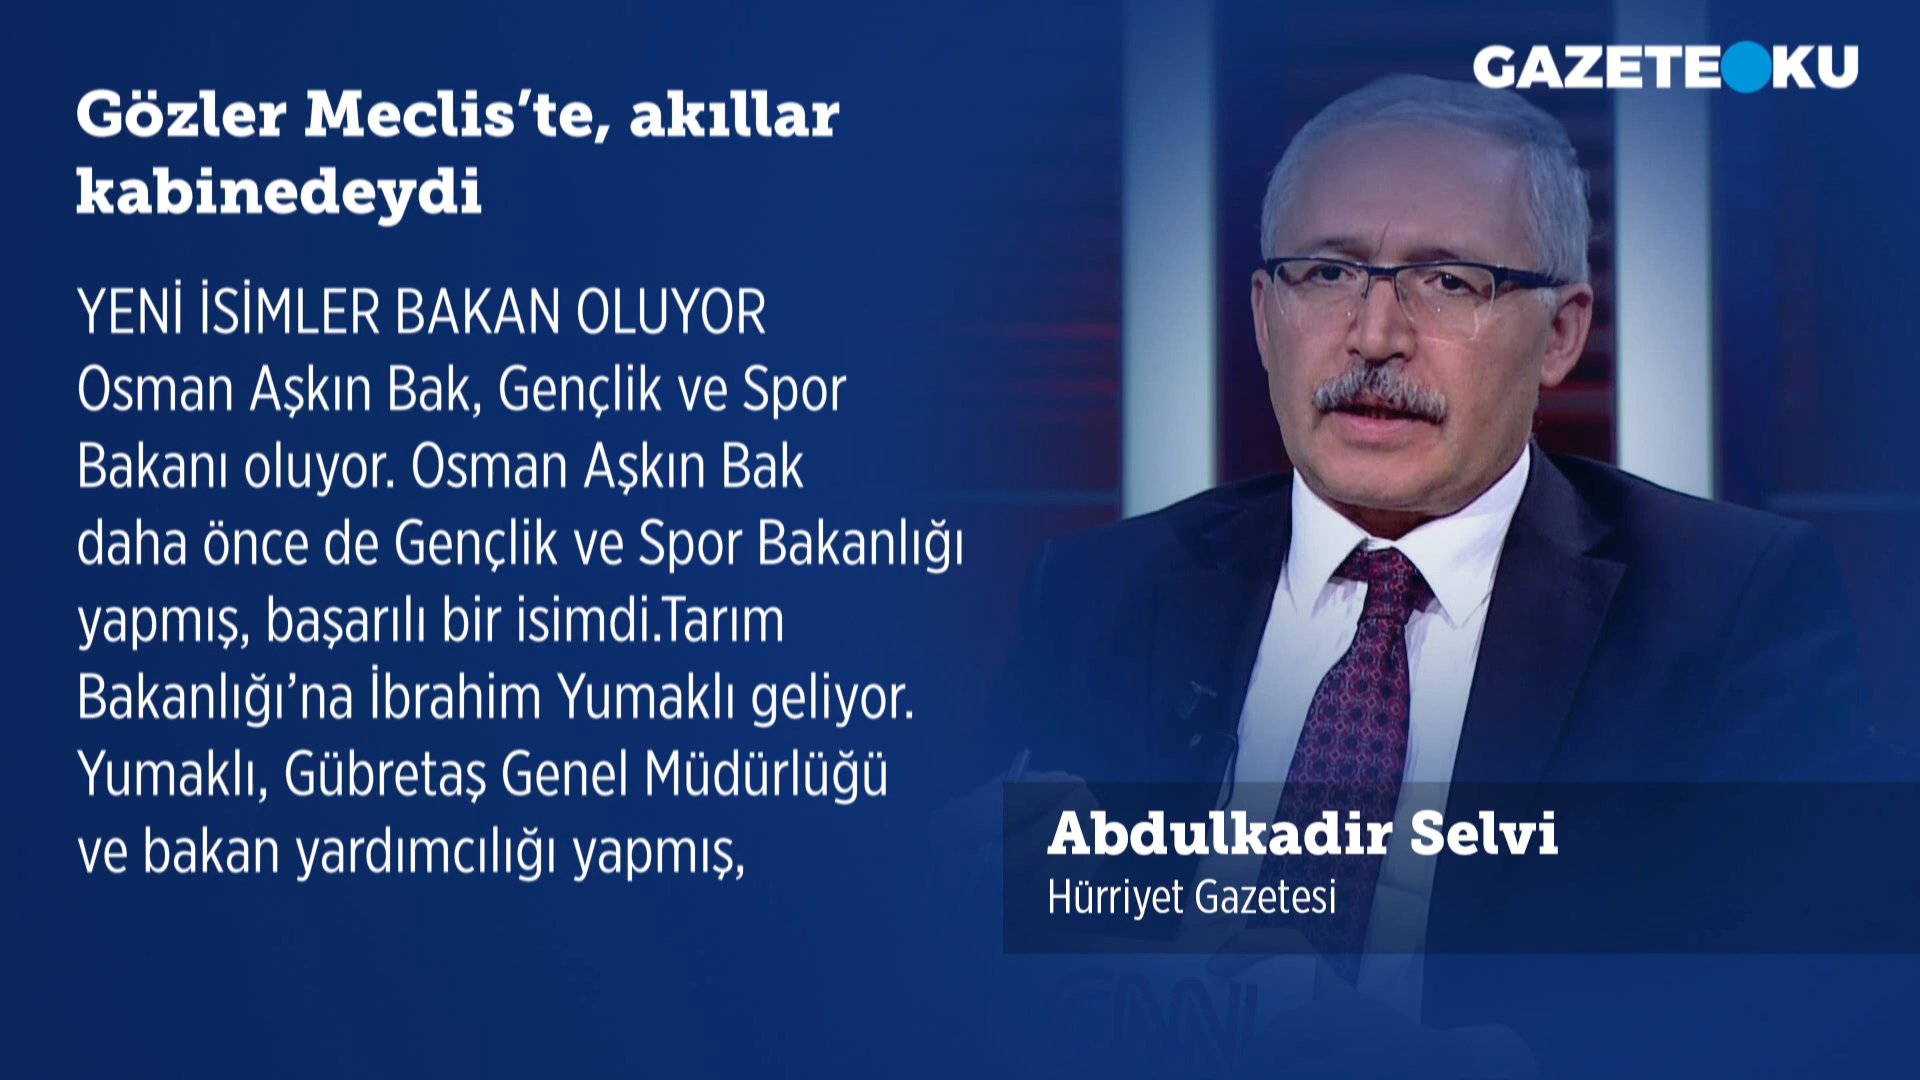 GAZETE OKU
Gözler Meclis’te, akıllar
kabinedeydi
YENİ İSİMLER BAKAN OLUYOR
Osman Aşkın Bak, Gençlik ve Spor
Bakanı oluyor. Osman Aşkın Bak
daha önce de Gençlik ve Spor Bakanlığı
yapmış, başarılı bir isimdi.Tarım
Bakanlığı’na İbrahim Yumaklı geliyor.
Yumaklı, Gübretaş Genel Müdürlüğü
ve bakan yardımcılığı yapmış,
Abdulkadir Selvi
Hürriyet Gazetesi
CNN